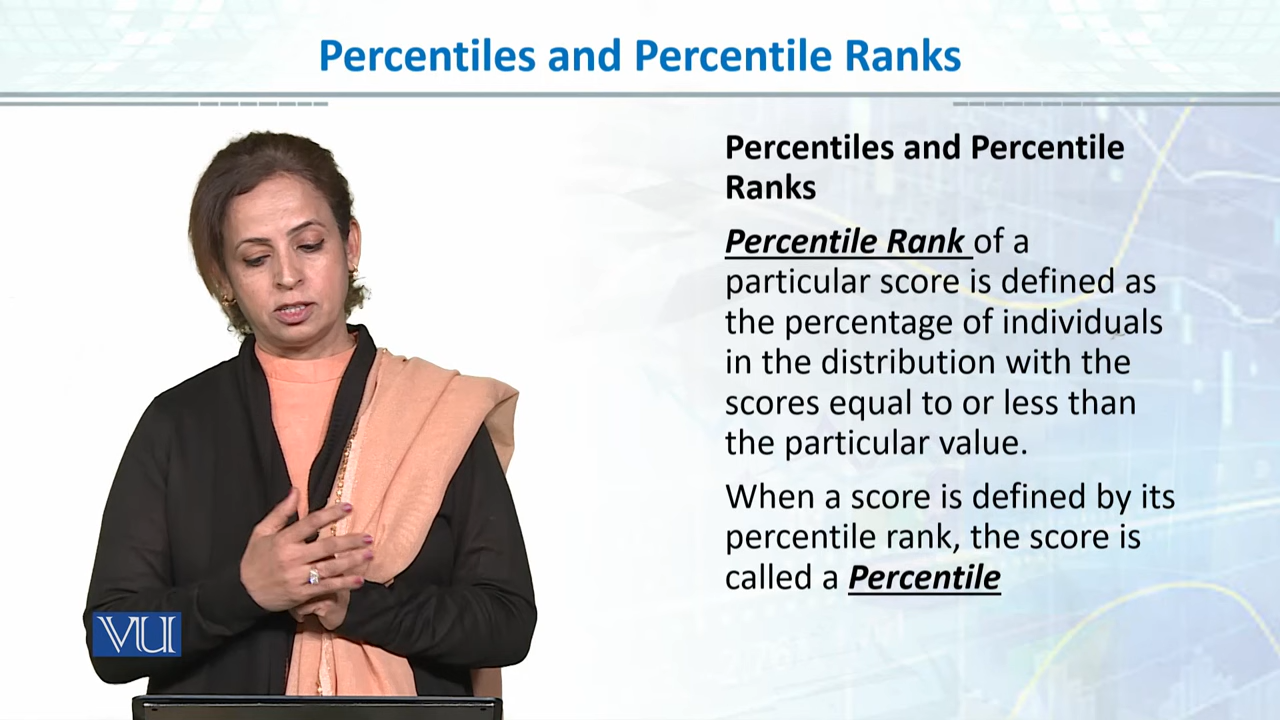 Percentiles and Percentile Ranks
Percentiles and Percentile
Ranks
Percentile Rank of a
particular score is defined as
the percentage of individuals
in the distribution with the
scores equal to or less than
the particular value.
When a score is defined by its
percentile rank, the score is
called a Percentile
VU